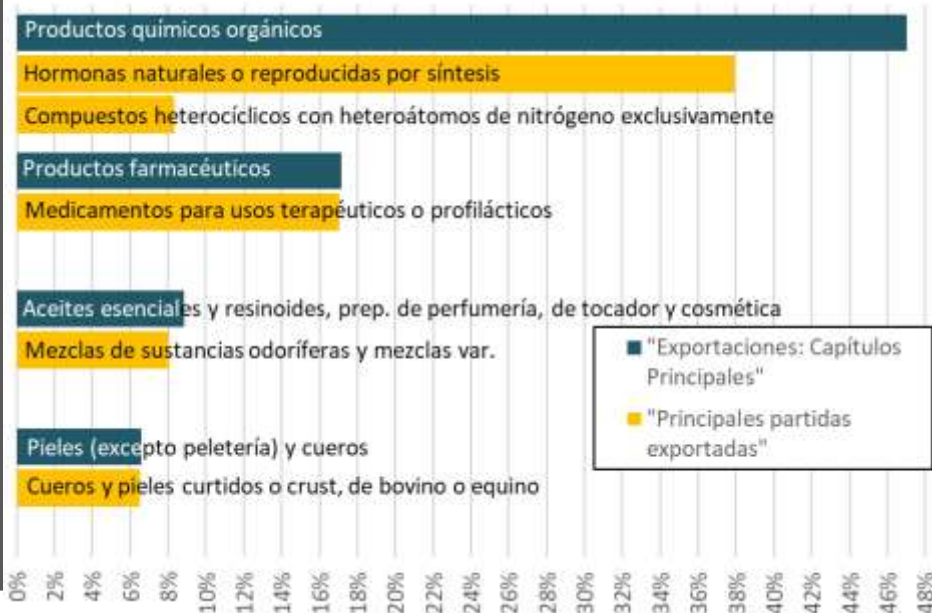 Productos químicos orgánicos
Hormonas naturales o reproducidas por síntesis
Compuestos heterocíclicos con heteroátomos de nitrógeno exclusivamente
Productos farmacéuticos
Medicamentos para usos terapéuticos o profilácticos
Aceites esenciales y resinoides, prep. de perfumería, de tocador y cosmética
Mezclas de sustancias odoríferas y mezclas var.
"Exportaciones: Capítulos
Principales"
"Principales partidas
exportadas"
Pieles (excepto peletería) y cueros
Cueros y pieles curtidos o crust, de bovino o equino
0% 2% 4% 6% 8% 10% 12% 14% 16% 18% 20% 22% 24% 26% 28% 30% 32% 34% 36% 38% 40% 42% 44% 46% 48%